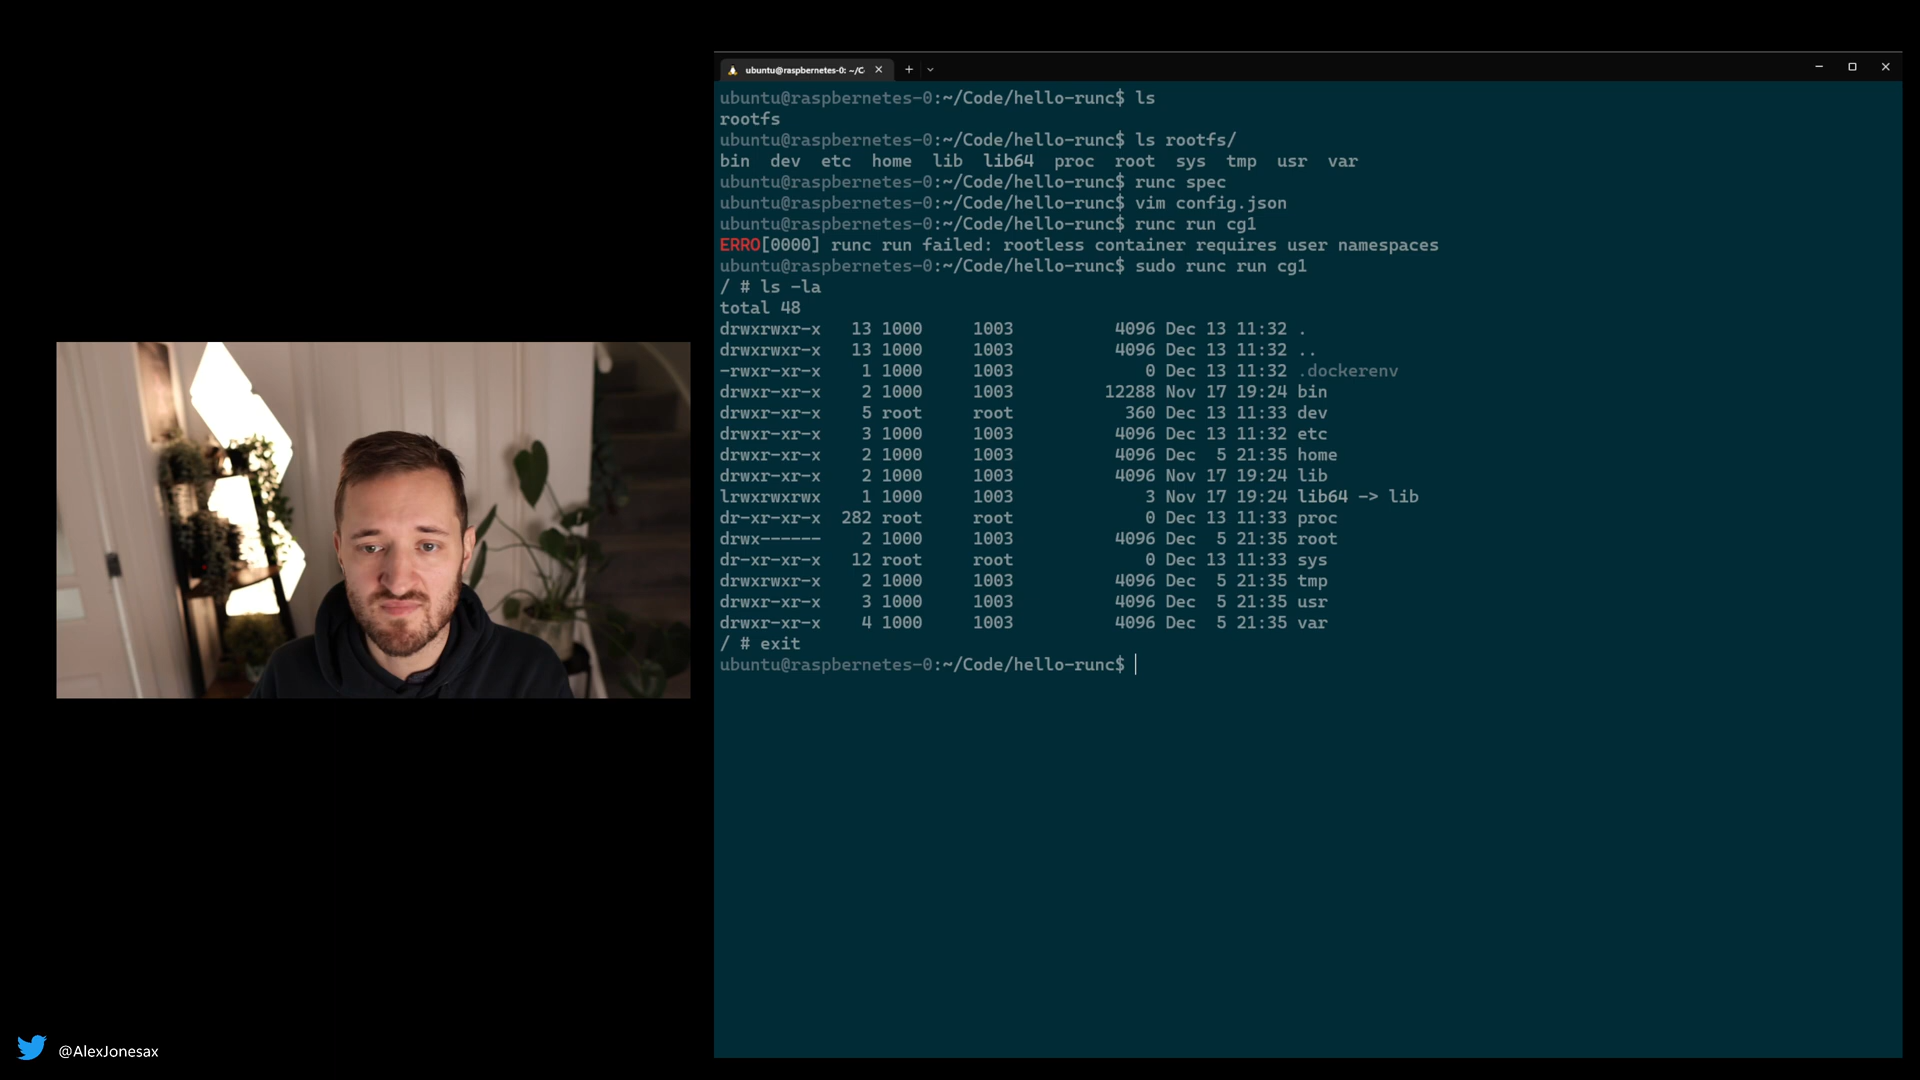 ubuntu@raspbernetes-0: ~/C
ubuntu@raspbernetes-0:~/Code/hello-runc$ ls
rootfs
ubuntu@raspbernetes-0:~/Code/hello-runc$ ls rootfs/
bin  dev  etc  home  lib  lib64  proc  root  sys  tmp  usr  var
ubuntu@raspbernetes-0:~/Code/hello-runc$ runc spec
ubuntu@raspbernetes-0:~/Code/hello-runc$ vim config.json
ubuntu@raspbernetes-0:~/Code/hello-runc$ runc run cg1
ERRO[0000] runc run failed: rootless container requires user namespaces
ubuntu@raspbernetes-0:~/Code/hello-runc$ sudo runc run cg1
/ # ls -la
total 48
drwxrwxr-x   13 1000     1003          4096 Dec 13 11:32 .
drwxrwxr-x   13 1000     1003          4096 Dec 13 11:32 ..
-rwxr-xr-x    1 1000     1003             0 Dec 13 11:32 .dockerenv
drwxr-xr-x    2 1000     1003         12288 Nov 17 19:24 bin
drwxr-xr-x    5 root     root           360 Dec 13 11:33 dev
drwxr-xr-x    3 1000     1003          4096 Dec 13 11:32 etc
drwxr-xr-x    2 1000     1003          4096 Dec  5 21:35 home
drwxr-xr-x    2 1000     1003          4096 Nov 17 19:24 lib
lrwxrwxrwx    1 1000     1003             3 Nov 17 19:24 lib64 -> lib
dr-xr-xr-x  282 root     root             0 Dec 13 11:33 proc
drwx------    2 1000     1003          4096 Dec  5 21:35 root
dr-xr-xr-x   12 root     root             0 Dec 13 11:33 sys
drwxrwxr-x    2 1000     1003          4096 Dec  5 21:35 tmp
drwxr-xr-x    3 1000     1003          4096 Dec  5 21:35 usr
drwxr-xr-x    4 1000     1003          4096 Dec  5 21:35 var
/ # exit
ubuntu@raspbernetes-0:~/Code/hello-runc$
@AlexJonesax